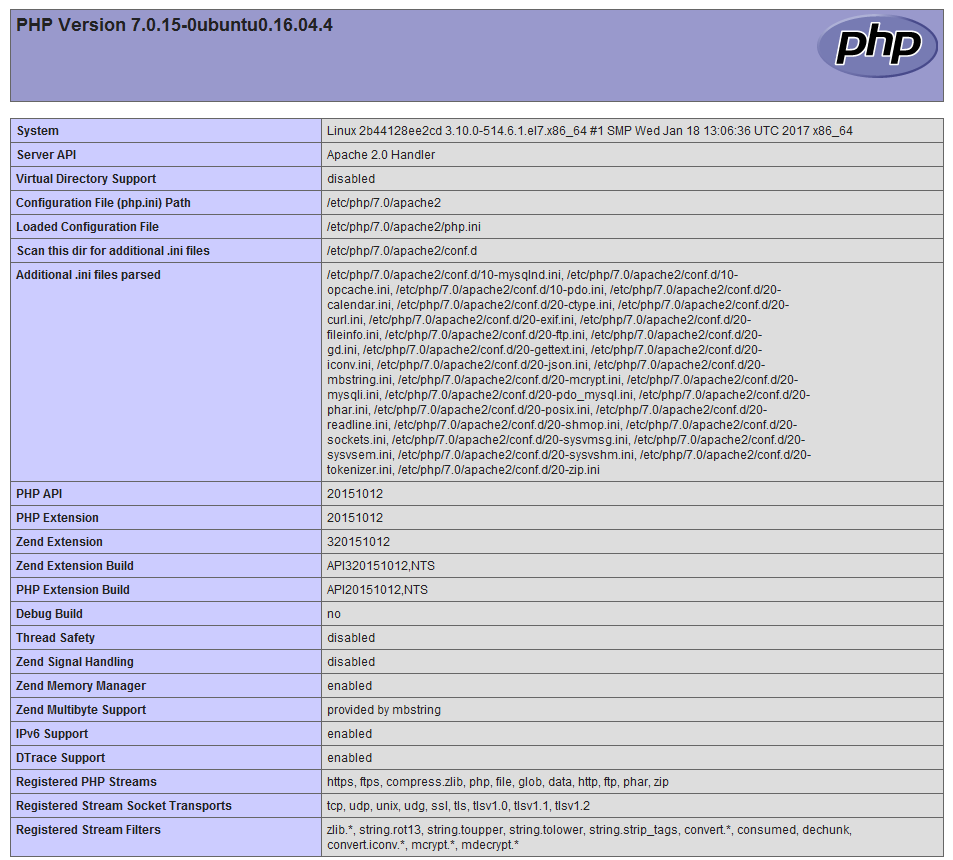 PHP Version 7.0.15-0ubuntu0.16.04.4
php
System Linux 2b44128ee2cd 3.10.0-514.6.1.el7.x86_64 #1 SMP Wed Jan 18 13:06:36 UTC 2017 x86_64
Server API Apache 2.0 Handler
Virtual Directory Support disabled
Configuration File (php.ini) Path /etc/php/7.0/apache2
Loaded Configuration File /etc/php/7.0/apache2/php.ini
Scan this dir for additional .ini files /etc/php/7.0/apache2/conf.d
Additional .ini files parsed /etc/php/7.0/apache2/conf.d/10-mysqlnd.ini, /etc/php/7.0/apache2/conf.d/10-
opcache.ini, /etc/php/7.0/apache2/conf.d/10-pdo.ini, /etc/php/7.0/apache2/conf.d/20-
calendar.ini, /etc/php/7.0/apache2/conf.d/20-ctype.ini, /etc/php/7.0/apache2/conf.d/20-
curl.ini, /etc/php/7.0/apache2/conf.d/20-exif.ini, /etc/php/7.0/apache2/conf.d/20-
fileinfo.ini, /etc/php/7.0/apache2/conf.d/20-ftp.ini, /etc/php/7.0/apache2/conf.d/20-
gd.ini, /etc/php/7.0/apache2/conf.d/20-gettext.ini, /etc/php/7.0/apache2/conf.d/20-
iconv.ini, /etc/php/7.0/apache2/conf.d/20-json.ini, /etc/php/7.0/apache2/conf.d/20-
mbstring.ini, /etc/php/7.0/apache2/conf.d/20-mcrypt.ini, /etc/php/7.0/apache2/conf.d/20-
mysqli.ini, /etc/php/7.0/apache2/conf.d/20-pdo_mysql.ini, /etc/php/7.0/apache2/conf.d/20-
phar.ini, /etc/php/7.0/apache2/conf.d/20-posix.ini, /etc/php/7.0/apache2/conf.d/20-
readline.ini, /etc/php/7.0/apache2/conf.d/20-shmop.ini, /etc/php/7.0/apache2/conf.d/20-
sockets.ini, /etc/php/7.0/apache2/conf.d/20-sysvmsg.ini, /etc/php/7.0/apache2/conf.d/20-
sysvsem.ini, /etc/php/7.0/apache2/conf.d/20-sysvshm.ini, /etc/php/7.0/apache2/conf.d/20-
tokenizer.ini, /etc/php/7.0/apache2/conf.d/20-zip.ini
PHP API 20151012
PHP Extension 20151012
Zend Extension 320151012
Zend Extension Build API320151012,NTS
PHP Extension Build API20151012,NTS
Debug Build no
Thread Safety disabled
Zend Signal Handling disabled
Zend Memory Manager enabled
Zend Multibyte Support provided by mbstring
IPv6 Support enabled
DTrace Support enabled
Registered PHP Streams https, ftps, compress.zlib, php, file, glob, data, http, ftp, phar, zip
Registered Stream Socket Transports tcp, udp, unix, udg, ssl, tls, tlsv1.0, tlsv1.1, tlsv1.2
Registered Stream Filters zlib.*, string.rot13, string.toupper, string.tolower, string.strip_tags, convert.*, consumed, dechunk,
convert.iconv.*, mcrypt.*, mdecrypt.*